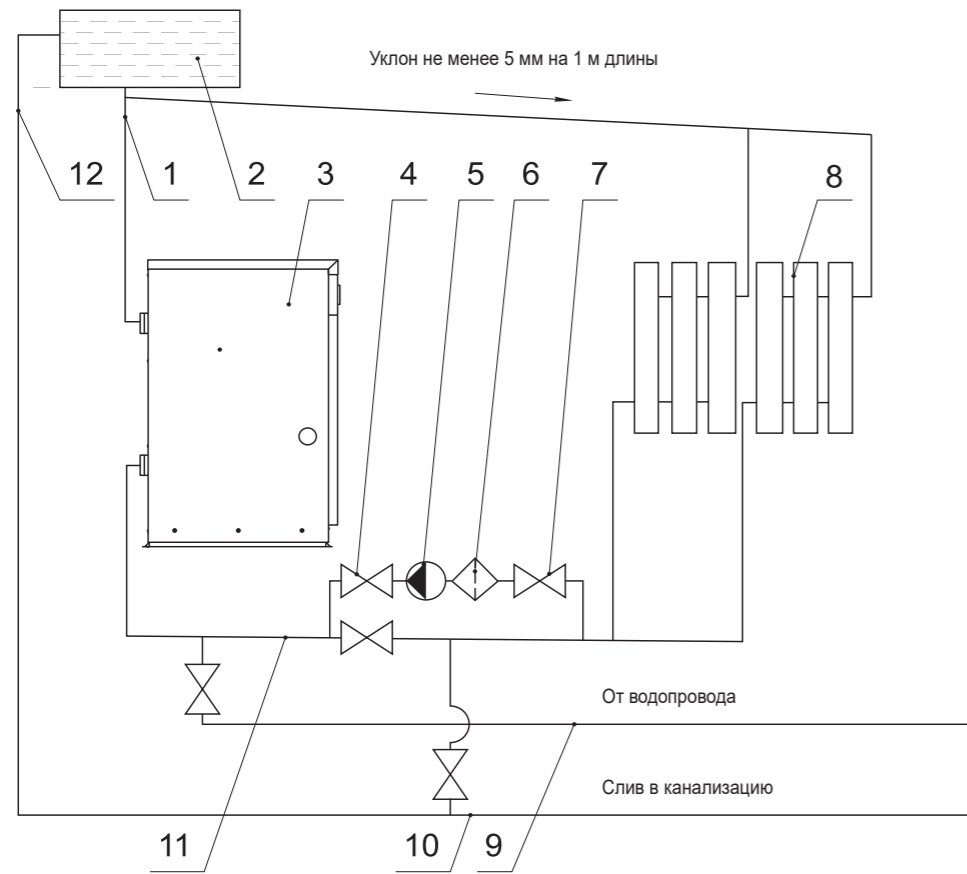 Уклон не менее 5 мм на 1 м длины
12 1 2 3 4 5 6 7 8
От водопровода
Слив в канализацию
11 10 9